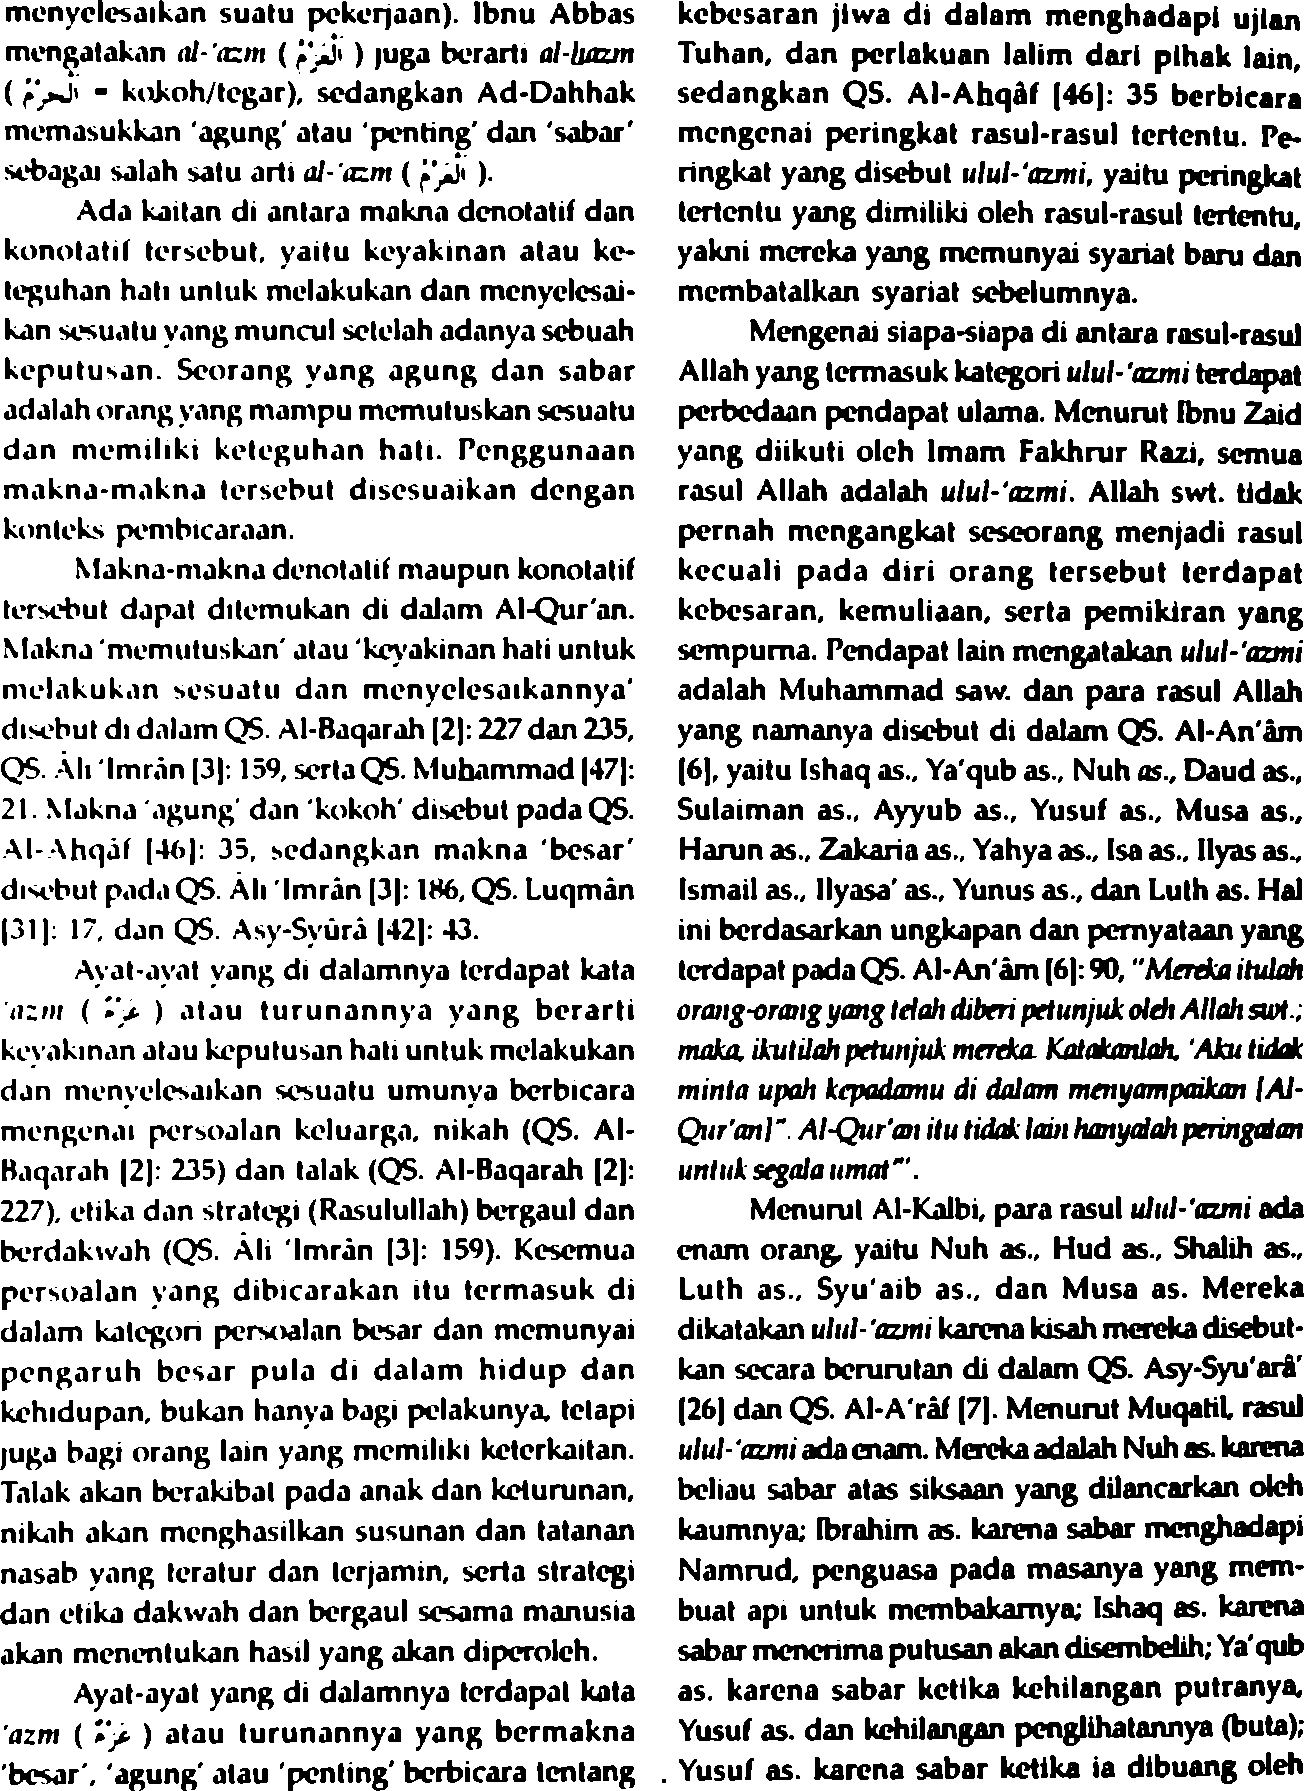 menyelesaikan suatu pekerjaan). Ibnu Abbas
mengatakan al-'azm ( اَلْعَزْمُ ) juga berarti al-hazm
( اَلْحَزْمُ = kokoh/tegar), sedangkan Ad-Dahhak
memasukkan 'agung' atau 'penting' dan 'sabar'
sebagai salah satu arti al-'azm ( اَلْعَزْمُ ).
Ada kaitan di antara makna denotatif dan
konotatif tersebut, yaitu keyakinan atau ke-
teguhan hati untuk melakukan dan menyelesai-
kan sesuatu yang muncul setelah adanya sebuah
keputusan. Seorang yang agung dan sabar
adalah orang yang mampu memutuskan sesuatu
dan memiliki keteguhan hati. Penggunaan
makna-makna tersebut disesuaikan dengan
konteks pembicaraan.
Makna-makna denotatif maupun konotatif
tersebut dapat ditemukan di dalam Al-Qur'an.
Makna 'memutuskan' atau 'keyakinan hati untuk
melakukan sesuatu dan menyelesaikannya'
disebut di dalam QS. Al-Baqarah [2]: 227 dan 235,
QS. Âli 'Imrân [3]: 159, serta QS. Muhammad [47]:
21. Makna 'agung' dan 'kokoh' disebut pada QS.
Al-Ahqâf [46]: 35, sedangkan makna 'besar'
disebut pada QS. Âli 'Imrân [3]: 186, QS. Luqmân
[31]: 17, dan QS. Asy-Syûrâ [42]: 43.
Ayat-ayat yang di dalamnya terdapat kata
'azm ( عَزْمٌ ) atau turunannya yang berarti
keyakinan atau keputusan hati untuk melakukan
dan menyelesaikan sesuatu umunya berbicara
mengenai persoalan keluarga, nikah (QS. Al-
Baqarah [2]: 235) dan talak (QS. Al-Baqarah [2]:
227), etika dan strategi (Rasulullah) bergaul dan
berdakwah (QS. Âli 'Imrân [3]: 159). Kesemua
persoalan yang dibicarakan itu termasuk di
dalam kategori persoalan besar dan memunyai
pengaruh besar pula di dalam hidup dan
kehidupan, bukan hanya bagi pelakunya, tetapi
juga bagi orang lain yang memiliki keterkaitan.
Talak akan berakibat pada anak dan keturunan,
nikah akan menghasilkan susunan dan tatanan
nasab yang teratur dan terjamin, serta strategi
dan etika dakwah dan bergaul sesama manusia
akan menentukan hasil yang akan diperoleh.
Ayat-ayat yang di dalamnya terdapat kata
'azm ( عَزْمٌ ) atau turunannya yang bermakna
'besar', 'agung' atau 'penting' berbicara tentang
kebesaran jiwa di dalam menghadapi ujian
Tuhan, dan perlakuan lalim dari pihak lain,
sedangkan QS. Al-Ahqâf [46]: 35 berbicara
mengenai peringkat rasul-rasul tertentu. Pe-
ringkat yang disebut ulul-'azmi, yaitu peringkat
tertentu yang dimiliki oleh rasul-rasul tertentu,
yakni mereka yang memunyai syariat baru dan
membatalkan syariat sebelumnya.
Mengenai siapa-siapa di antara rasul-rasul
Allah yang termasuk kategori ulul-'azmi terdapat
perbedaan pendapat ulama. Menurut Ibnu Zaid
yang diikuti oleh Imam Fakhrur Razi, semua
rasul Allah adalah ulul-'azmi. Allah swt. tidak
pernah mengangkat seseorang menjadi rasul
kecuali pada diri orang tersebut terdapat
kebesaran, kemuliaan, serta pemikiran yang
sempurna. Pendapat lain mengatakan ulul-'azmi
adalah Muhammad saw. dan para rasul Allah
yang namanya disebut di dalam QS. Al-An'âm
[6], yaitu Ishaq as., Ya'qub as., Nuh as., Daud as.,
Sulaiman as., Ayyub as., Yusuf as., Musa as.,
Harun as., Zakaria as., Yahya as., Isa as., Ilyas as.,
Ismail as., Ilyasa' as., Yunus as., dan Luth as. Hal
ini berdasarkan ungkapan dan pernyataan yang
terdapat pada QS. Al-An'âm [6]: 90, "Mereka itulah
orang-orang yang telah diberi petunjuk oleh Allah swt.;
maka, ikutilah petunjuk mereka. Katakanlah, 'Aku tidak
minta upah kepadamu di dalam menyampaikan [Al-
Qur'an]". Al-Qur'an itu tidak lain hanyalah peringatan
untuk segala umat"'.
Menurut Al-Kalbi, para rasul ulul-'azmi ada
enam orang, yaitu Nuh as., Hud as., Shalih as.,
Luth as., Syu'aib as., dan Musa as. Mereka
dikatakan ulul-'azmi karena kisah mereka disebut-
kan secara berurutan di dalam QS. Asy-Syu'arâ'
[26] dan QS. Al-A'râf [7]. Menurut Muqatil, rasul
ulul-'azmi ada enam. Mereka adalah Nuh as. karena
beliau sabar atas siksaan yang dilancarkan oleh
kaumnya; Ibrahim as. karena sabar menghadapi
Namrud, penguasa pada masanya yang mem-
buat api untuk membakarnya; Ishaq as. karena
sabar menerima putusan akan disembelih; Ya'qub
as. karena sabar ketika kehilangan putranya,
Yusuf as. dan kehilangan penglihatannya (buta);
Yusuf as. karena sabar ketika ia dibuang oleh